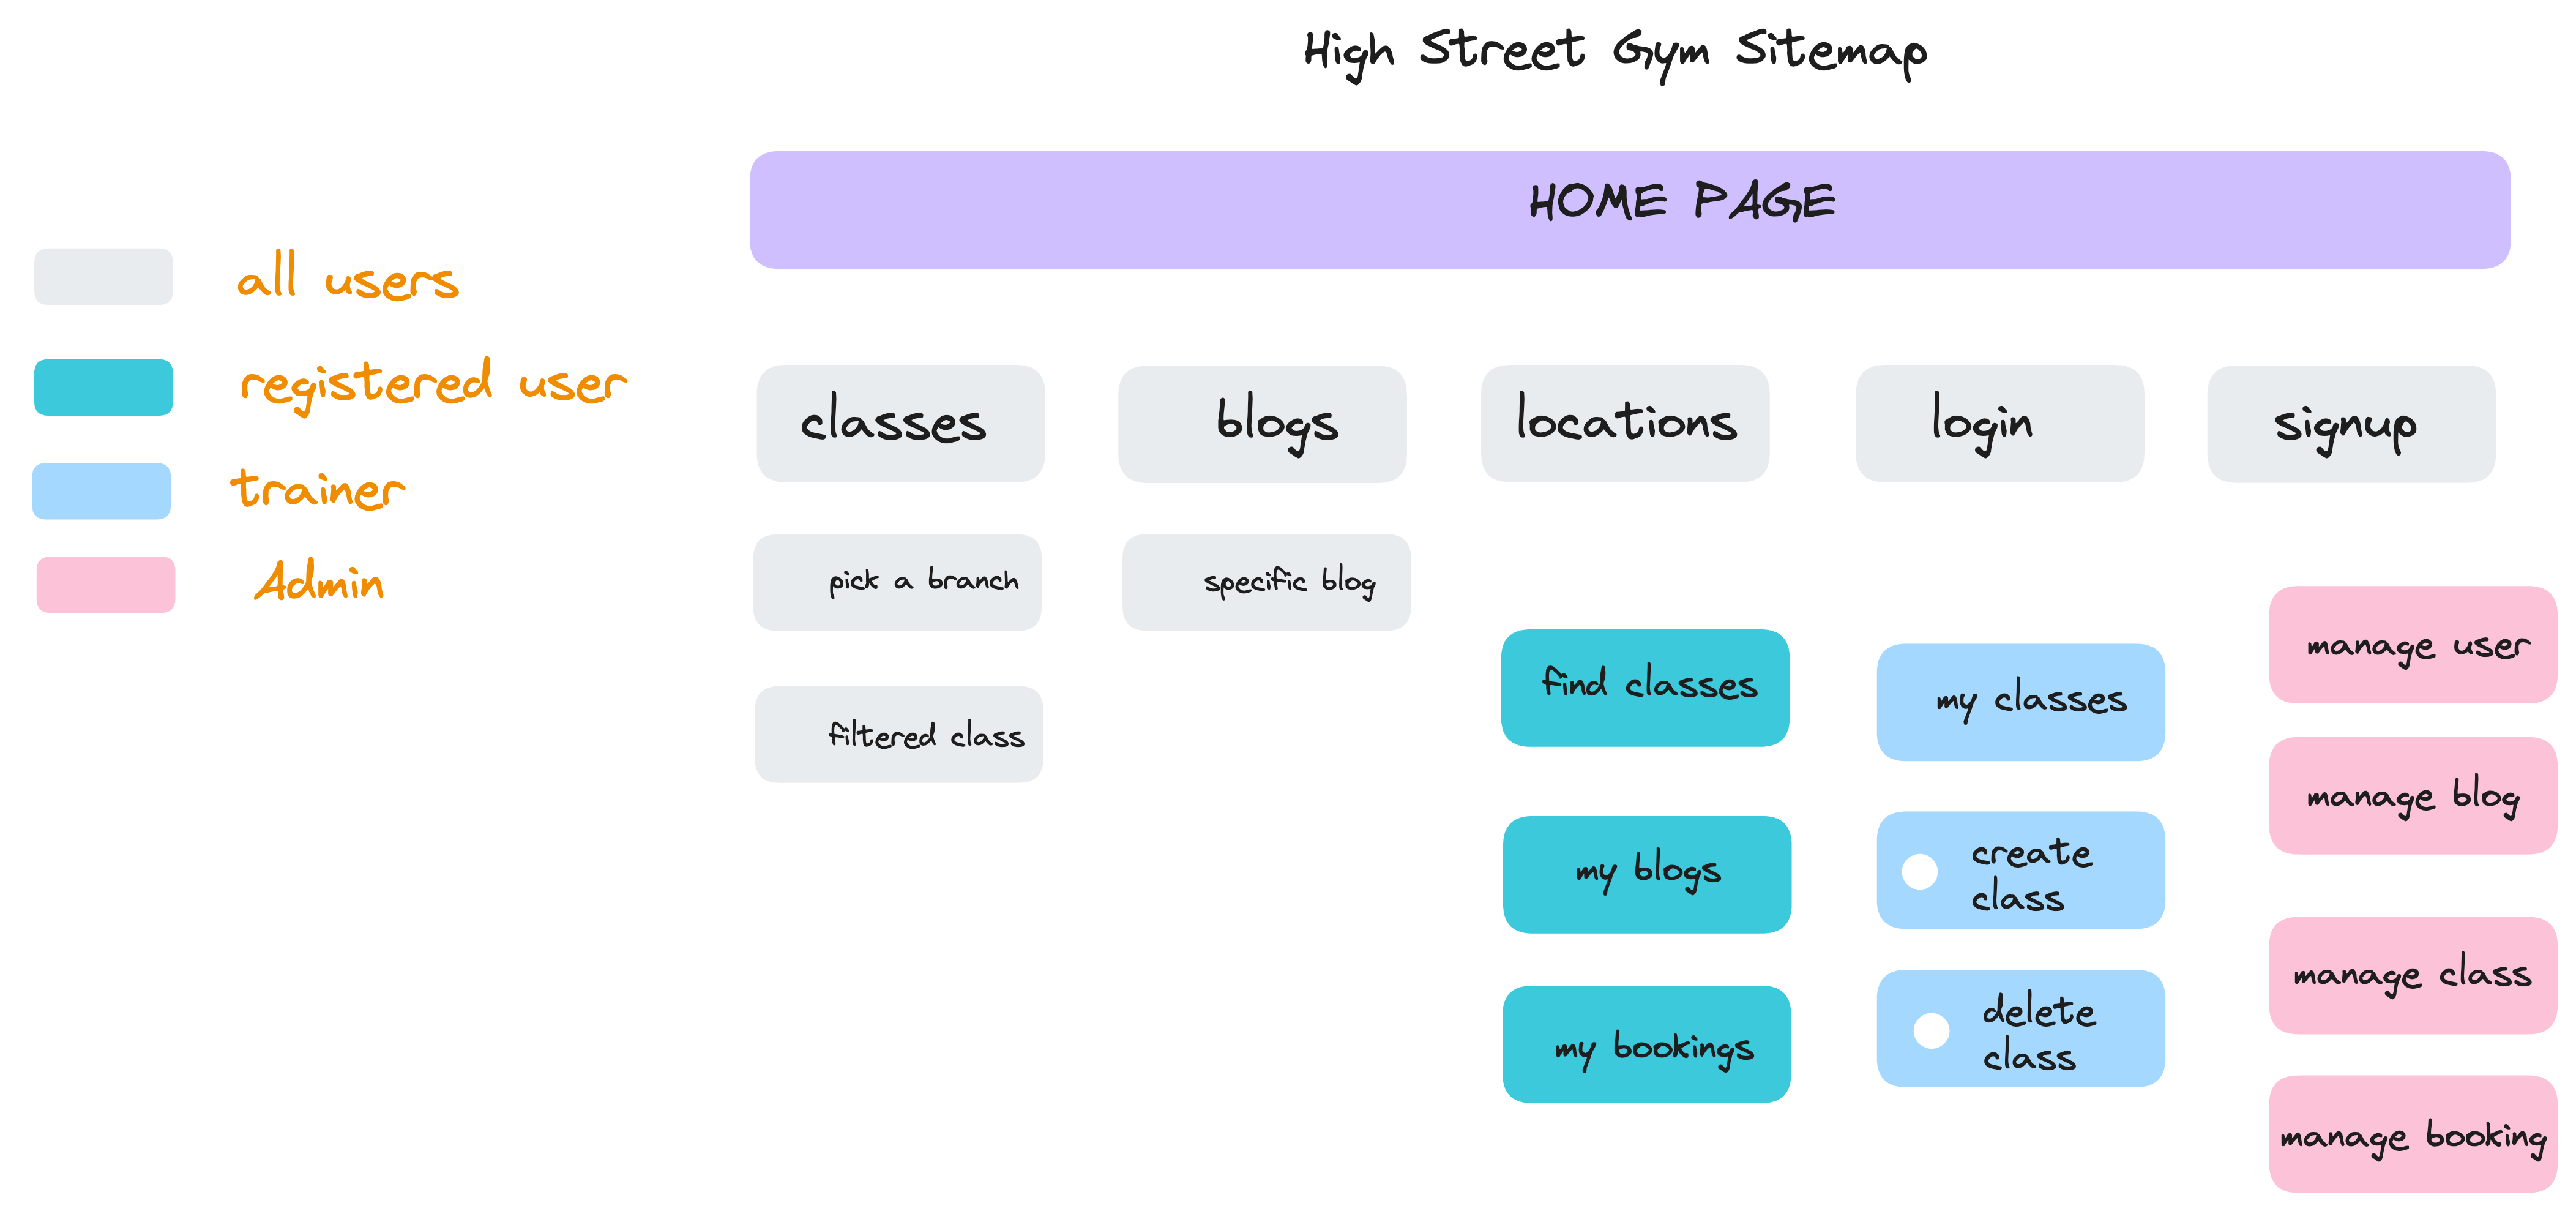 High Street Gym Sitemap
HOME PAGE
all users
registered user
trainer
Admin
classes
blogs
locations
login
signup
pick a branch
specific blog
filtered class
find classes
my blogs
my bookings
my classes
create
class
delete
class
manage user
manage blog
manage class
manage booking